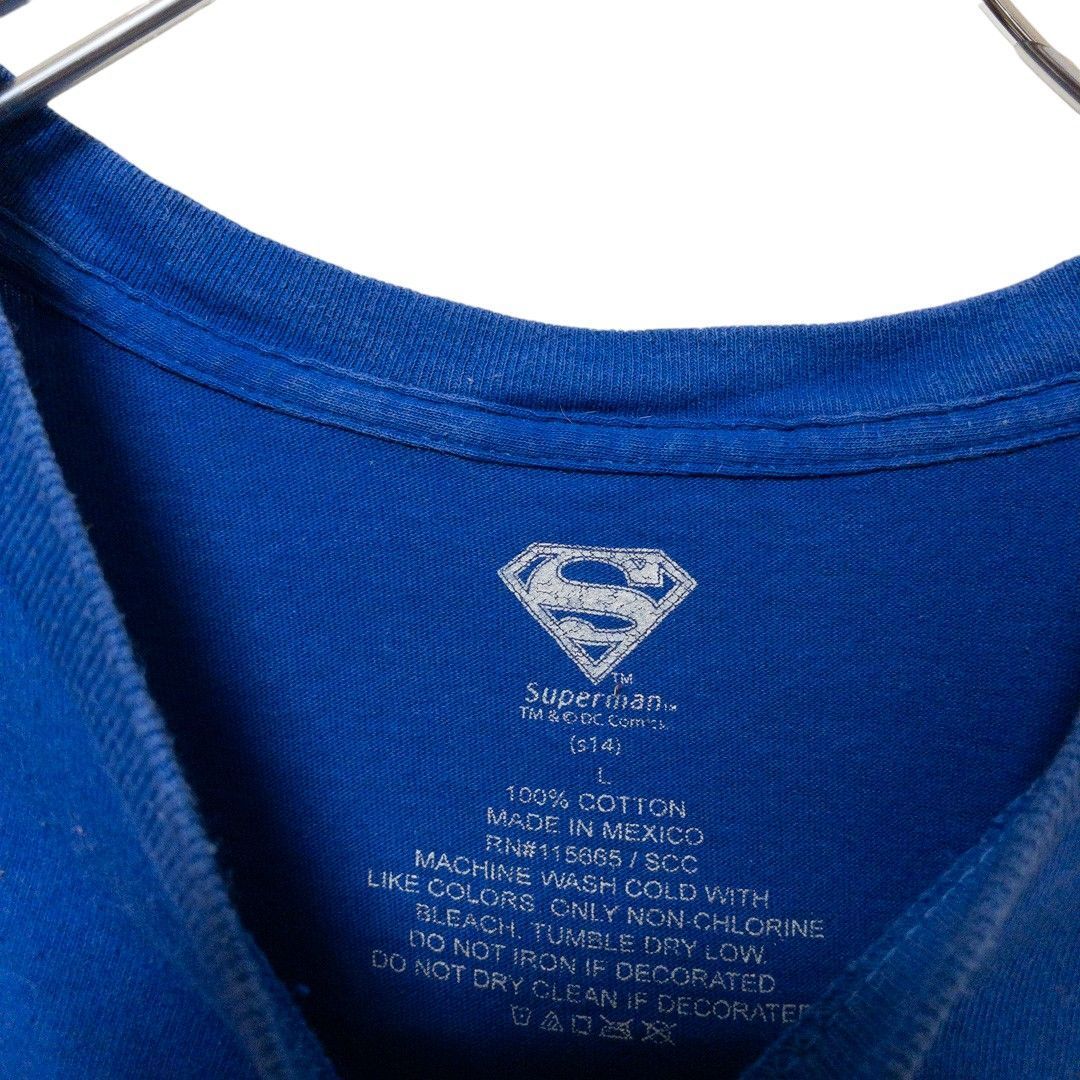 S
TM
Superman™
TM & © DC Comics.
(s14)
L
100% COTTON
MADE IN MEXICO
RN#115665 / SCC
MACHINE WASH COLD WITH
LIKE COLORS. ONLY NON-CHLORINE
BLEACH. TUMBLE DRY LOW.
DO NOT IRON IF DECORATED
DO NOT DRY CLEAN IF DECORATED